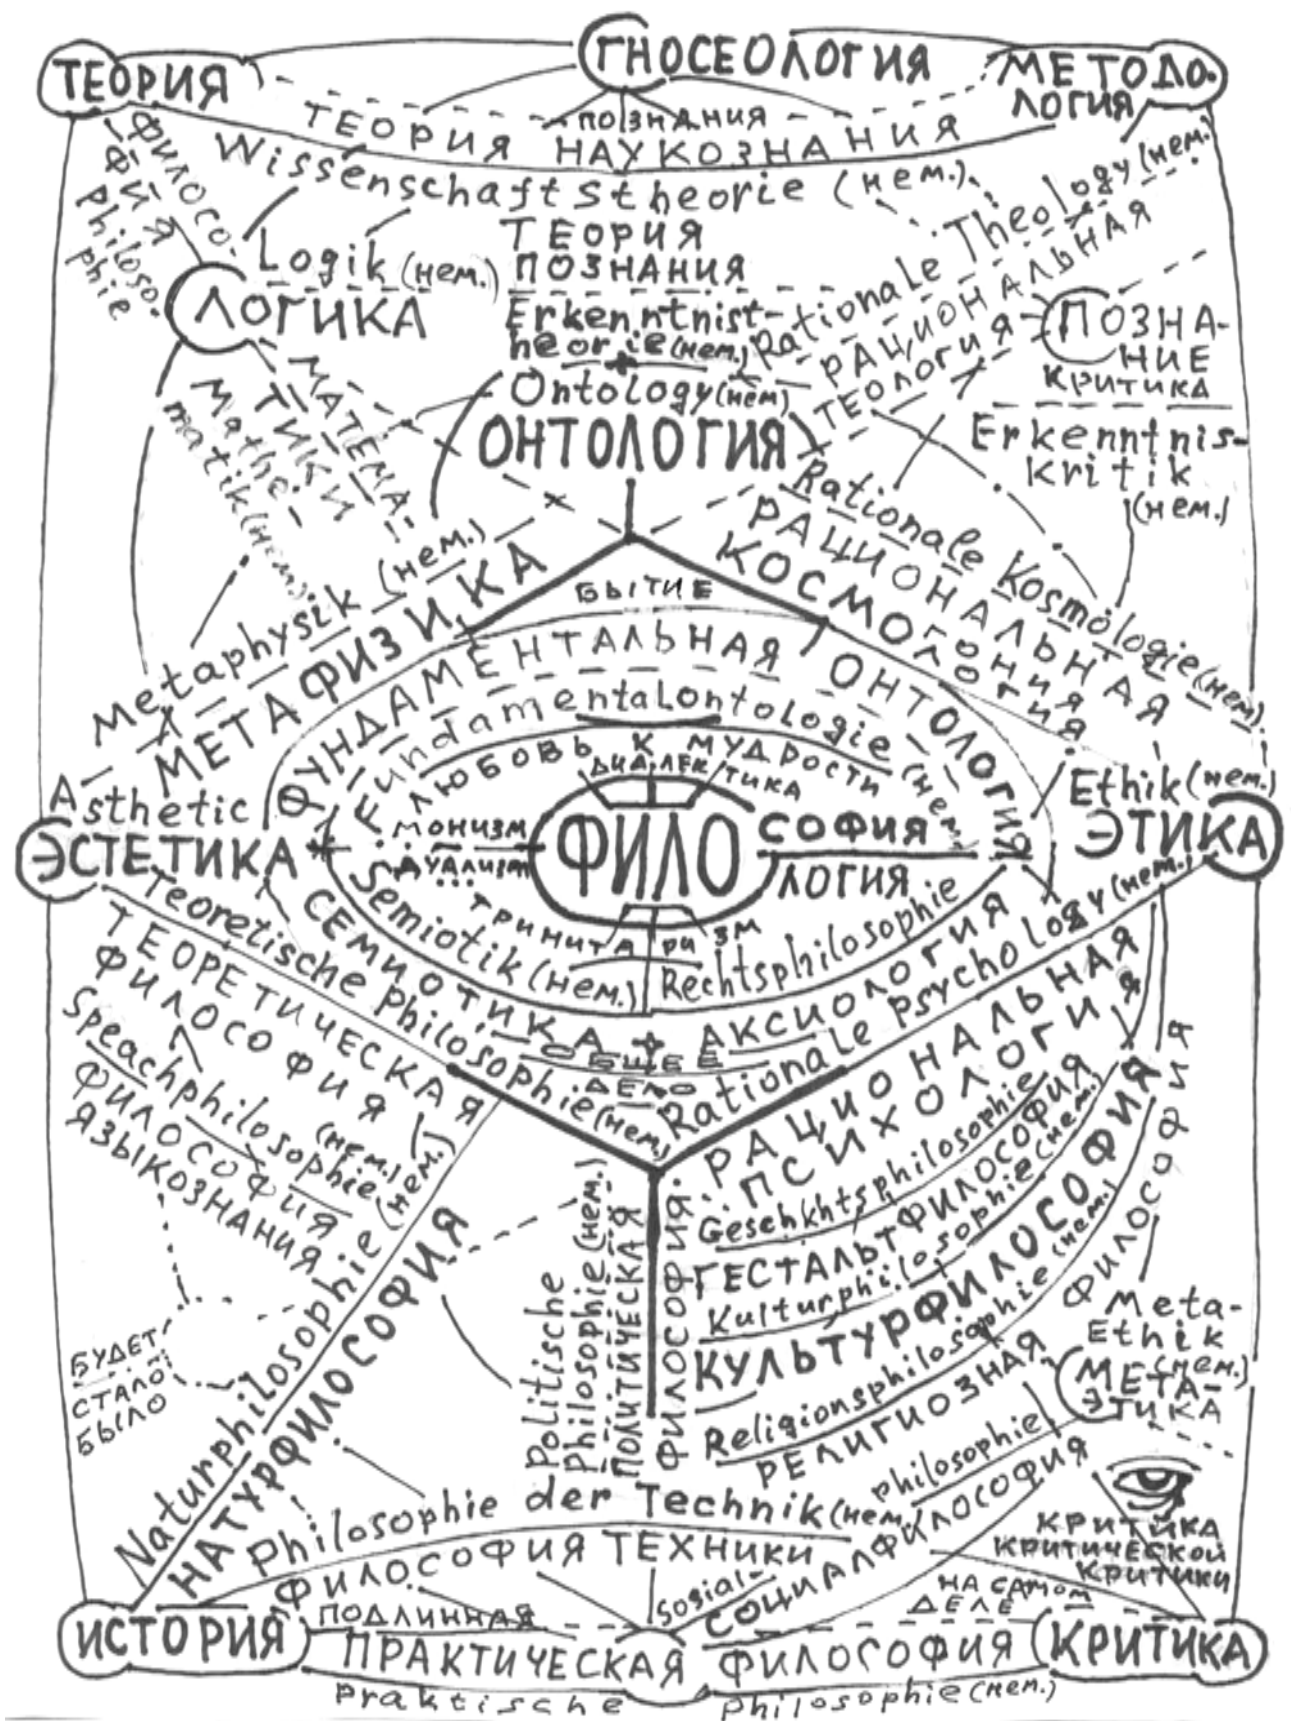 ТЕОРИЯ
ГНОСЕОЛОГИЯ
МЕТОДО-
ЛОГИЯ
ПОЗНАНИЯ
ТЕОРИЯ НАУКОЗНАНИЯ
Wissenschaftstheorie (нем.)
ФИЛОСО-
ФИЯ
Philoso-
phie
Logik (нем.)
ЛОГИКА
ТЕОРИЯ
ПОЗНАНИЯ
Erkenntnist-
heorie (нем.)
Ontology (нем)
ОНТОЛОГИЯ
Rationale Theology (нем.)
РАЦИОНАЛЬНАЯ
ТЕОЛОГИЯ
ПОЗНА-
НИЕ
КРИТИКА
Erkenntnis-
kritik
(нем.)
МАТЕМА-
ТИКИ
Mathe-
matik (нем.)
Metaphysik (нем.)
МЕТАФИЗИКА
Rationale Kosmologie (нем).
РАЦИОНАЛЬНАЯ
КОСМОЛОГИЯ
ГОНИЯ
БЫТИЕ
ФУНДАМЕНТАЛЬНАЯ ОНТОЛОГИЯ
Fundamentalontologie (нем.)
ЛЮБОВЬ К МУДРОСТИ
ДИАЛЕКТИКА
МОНИЗМ
ДУАЛИЗМ
ТРИНИТАРИЗМ
ФИЛО
СОФИЯ
ЛОГИЯ
Asthetic
ЭСТЕТИКА
Ethik (нем.)
ЭТИКА
Semiotik (нем.)
СЕМИОТИКА
Rechtsphilosophie
АКСИОЛОГИЯ
ОБЩЕЕ
ДЕЛО
Teoretische philosophie (нем.)
ТЕОРЕТИЧЕСКАЯ
ФИЛОСОФИЯ
Speachphilosophie
(нем.)
ФИЛОСОФИЯ
ЯЗЫКОЗНАНИЯ
Rationale psychology (нем.)
РАЦИОНАЛЬНАЯ
ПСИХОЛОГИЯ
Geschkhtsphilosophie
ГЕСТАЛЬТФИЛОСОФИЯ
Kulturphilosophie (нем.)
КУЛЬТУРФИЛОСОФИЯ
Religionsphilosophie (нем.)
РЕЛИГИОЗНАЯ ФИЛОСОФИЯ
БУДЕТ
СТАЛО
БЫЛО
Naturphilosophie (нем.)
НАТУРФИЛОСОФИЯ
Politische
Philosophie (нем.)
ПОЛИТИЧЕСКАЯ
ФИЛОСОФИЯ
Meta-
Ethik
(нем.)
МЕТА-
ЭТИКА
КРИТИКА
КРИТИЧЕСКОЙ
КРИТИКИ
Philosophie der Technik (нем.)
ФИЛОСОФИЯ ТЕХНИКИ
Sosial-
philosophie
СОЦИАЛФИЛОСОФИЯ
НА САМОМ
ДЕЛЕ
ИСТОРИЯ
ПОДЛИННАЯ
ПРАКТИЧЕСКАЯ ФИЛОСОФИЯ
КРИТИКА
Praktische Philosophie (нем.)